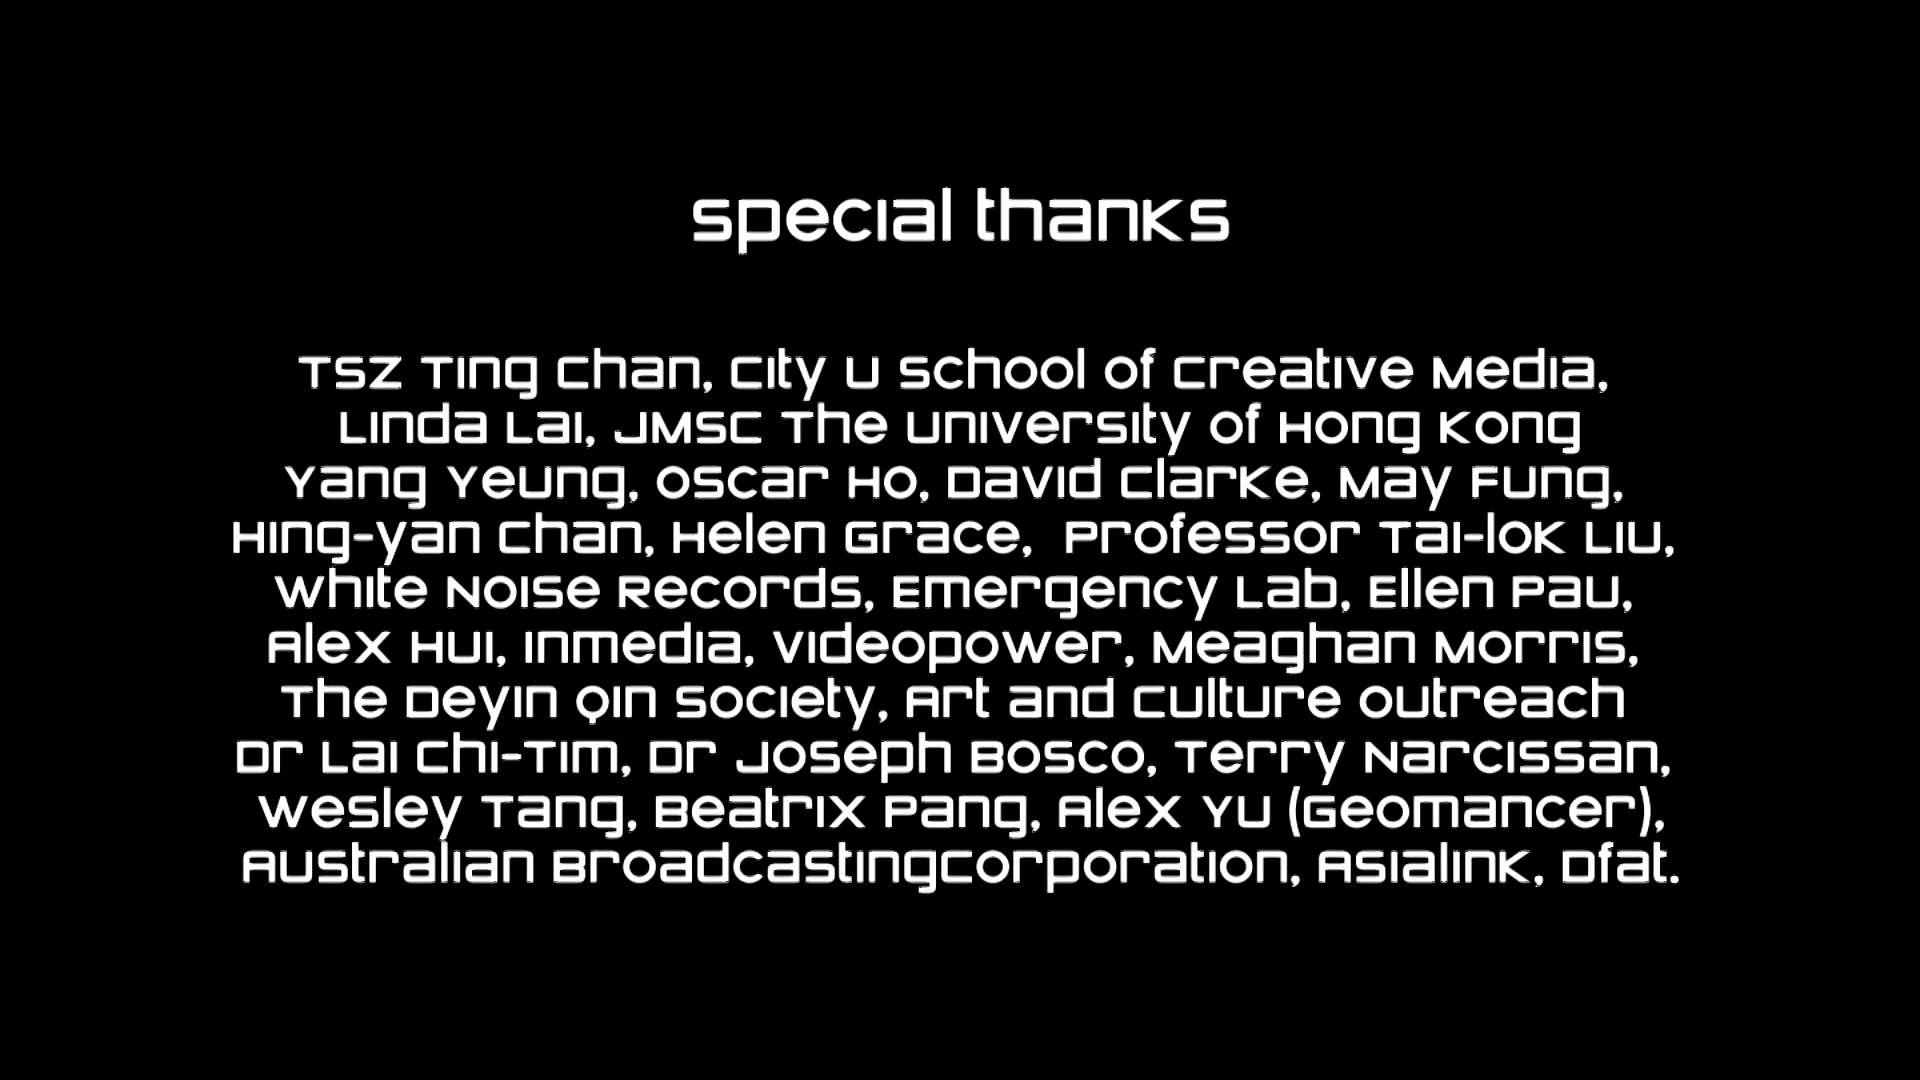 special thanks
Tsz Ting Chan, City U School of Creative Media,
Linda Lai, JMSC The University of Hong Kong
Yang Yeung, Oscar Ho, David Clarke, May Fung,
Hing-yan Chan, Helen Grace,  Professor Tai-lok Liu,
White Noise Records, Emergency Lab, Ellen Pau,
Alex Hui, Inmedia, Videopower, Meaghan Morris,
The Deyin Qin Society, Art and Culture Outreach
Dr Lai Chi-Tim, Dr Joseph Bosco, Terry Narcissan,
Wesley Tang, Beatrix Pang, Alex Yu (Geomancer),
Australian BroadcastingCorporation, Asialink, Dfat.